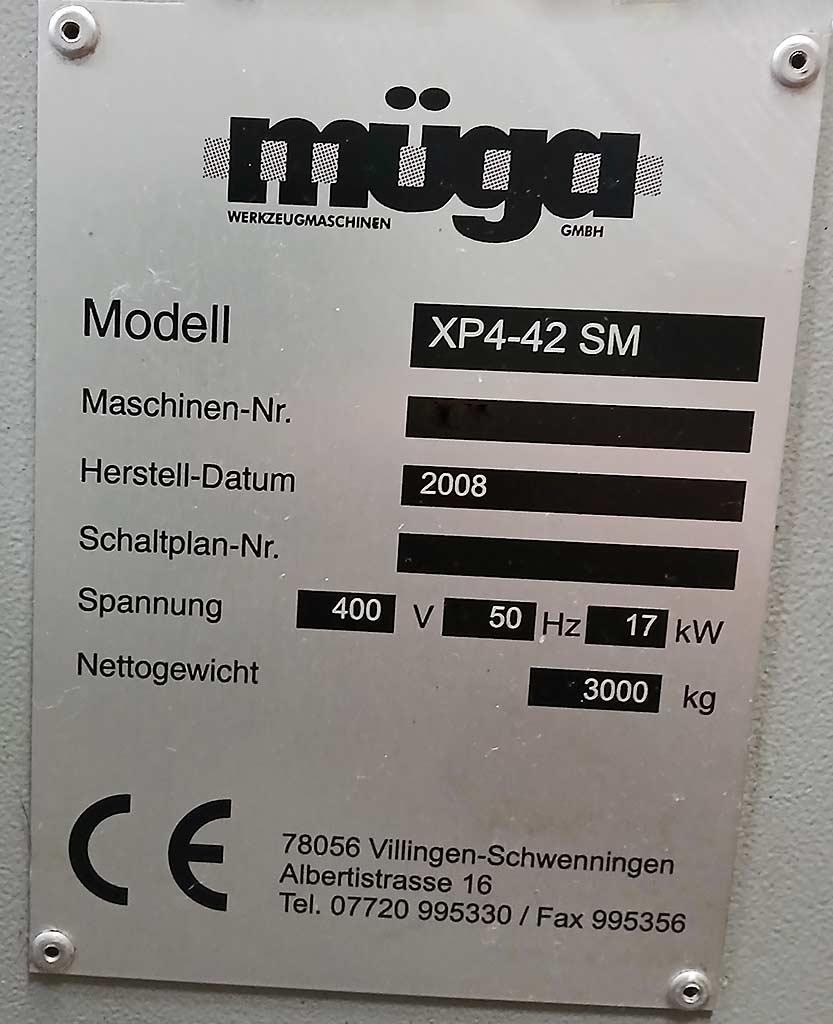 müga
WERKZEUGMASCHINEN GMBH
Modell XP4-42 SM
Maschinen-Nr.
Herstell-Datum 2008
Schaltplan-Nr.
Spannung 400 V 50 Hz 17 kW
Nettogewicht 3000 kg
CE
78056 Villingen-Schwenningen
Albertistrasse 16
Tel. 07720 995330 / Fax 995356